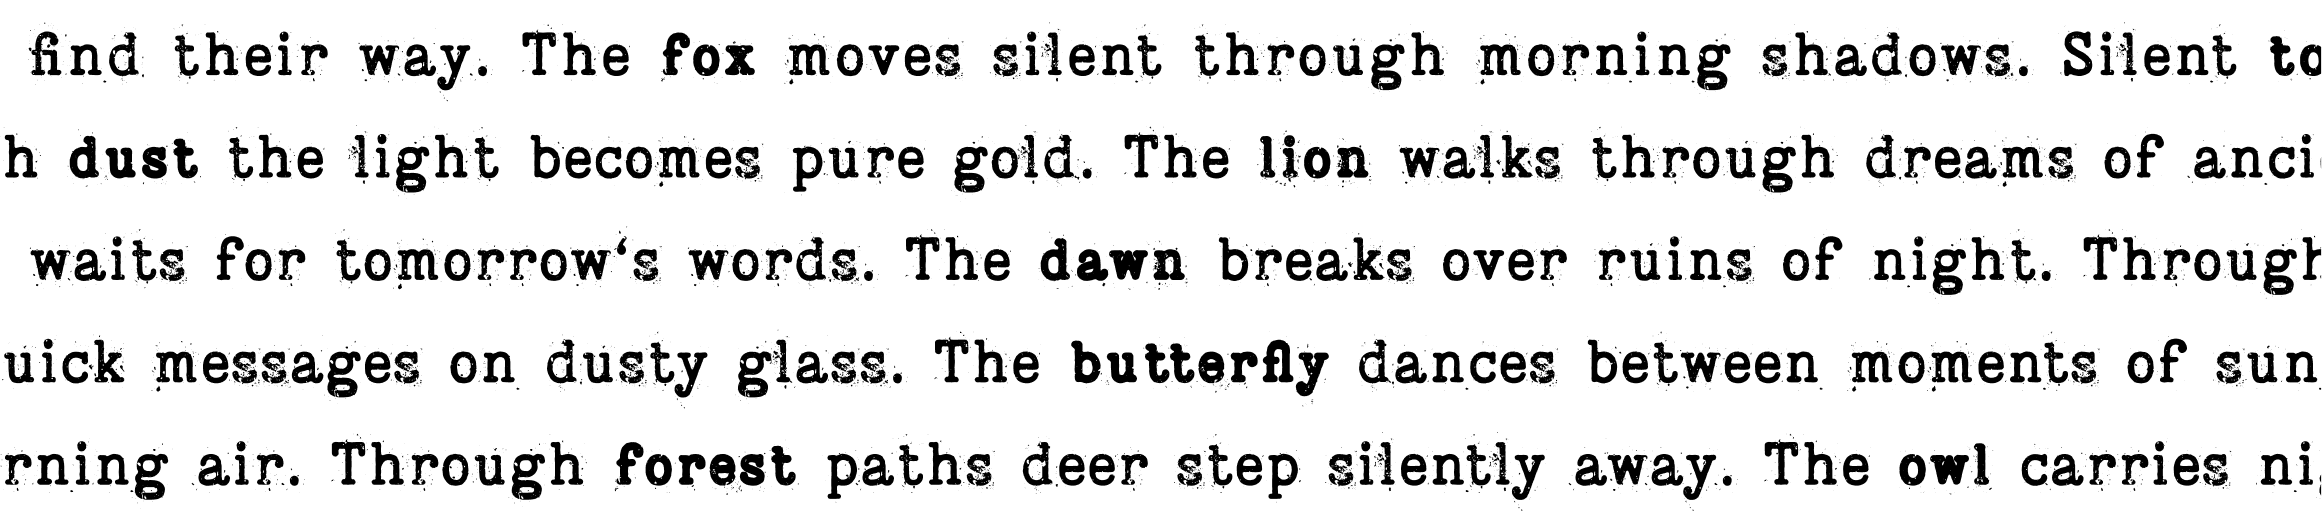 find their way. The fox moves silent through morning shadows. Silent to
h dust the light becomes pure gold. The lion walks through dreams of anci
waits for tomorrow‘s words. The dawn breaks over ruins of night. Through
uick messages on dusty glass. The butterfly dances between moments of sun
rning air. Through forest paths deer step silently away. The owl carries ni